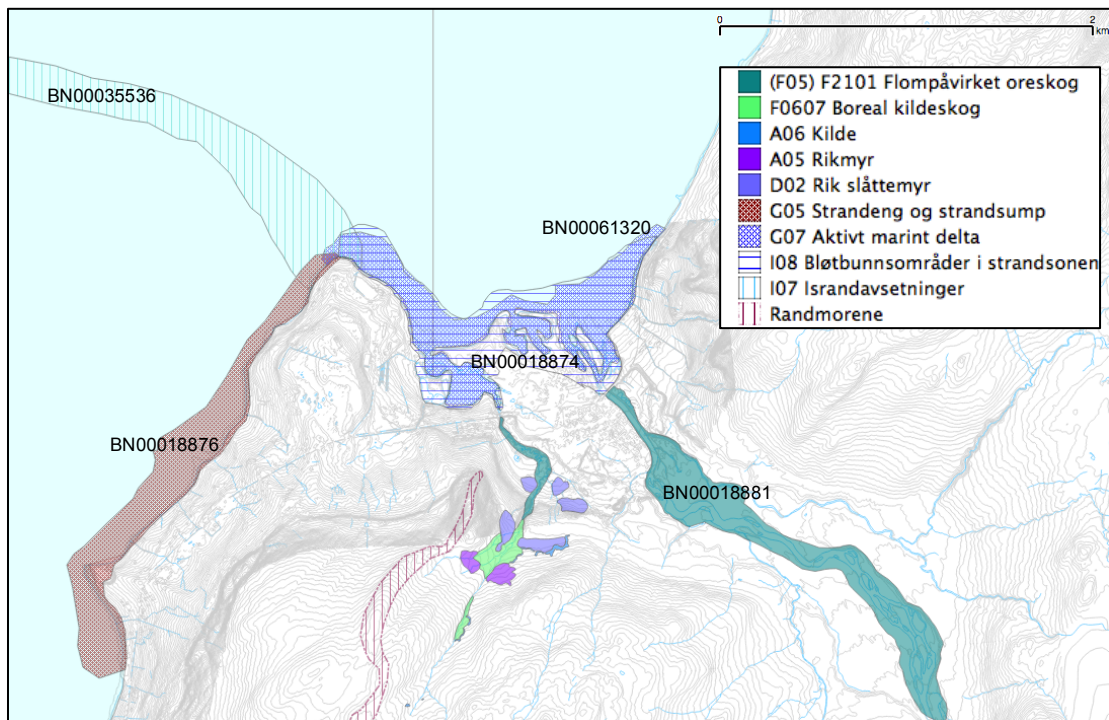 0 2
km
BN00035536
(F05) F2101 Flompåvirket oreskog
F0607 Boreal kildeskog
A06 Kilde
A05 Rikmyr
D02 Rik slåttemyr
G05 Strandeng og strandsump
G07 Aktivt marint delta
I08 Bløtbunnsområder i strandsonen
I07 Israndavsetninger
Randmorene
BN00061320
BN00018874
BN00018876
BN00018881